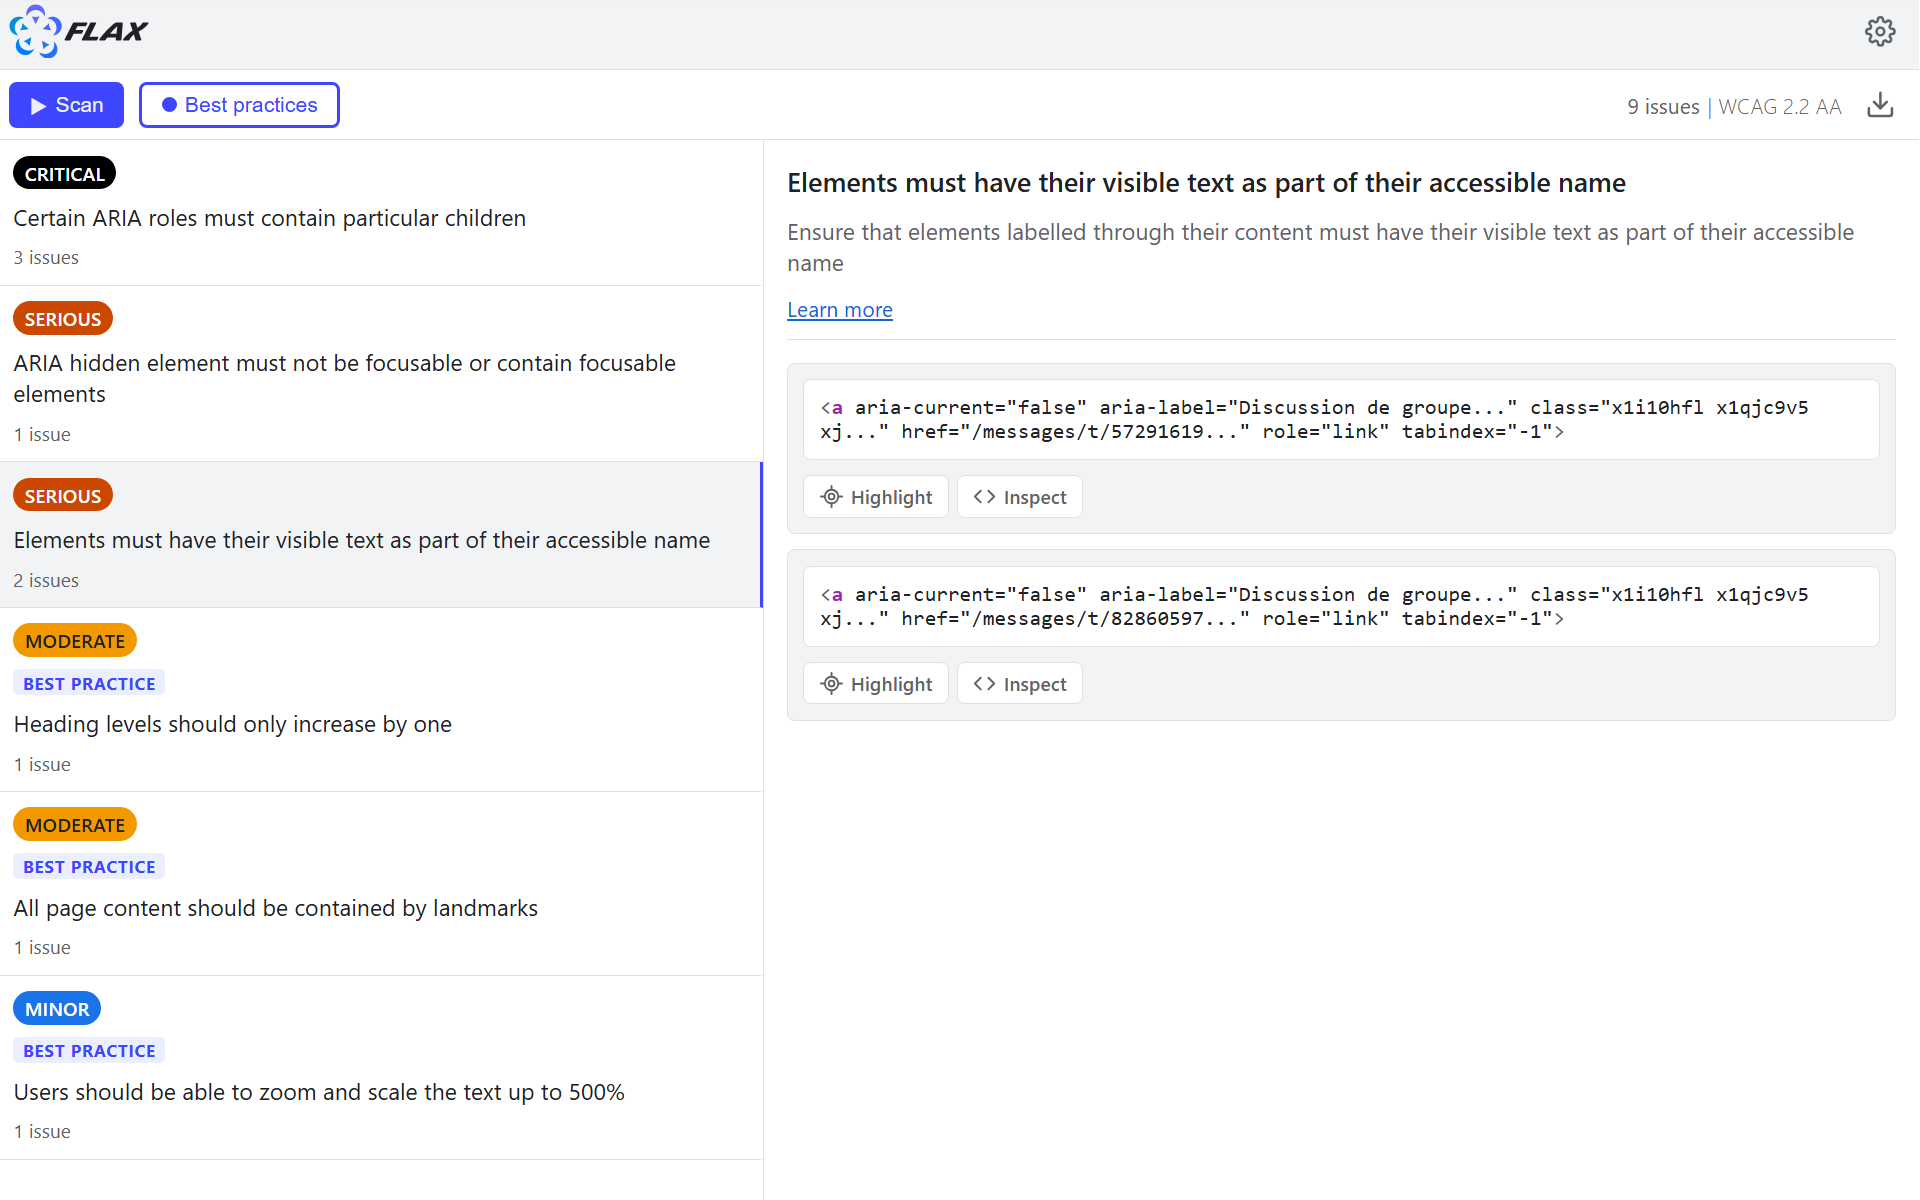 FLAX
Scan
Best practices
9 issues | WCAG 2.2 AA
CRITICAL
Certain ARIA roles must contain particular children
3 issues
SERIOUS
ARIA hidden element must not be focusable or contain focusable
elements
1 issue
SERIOUS
Elements must have their visible text as part of their accessible name
2 issues
MODERATE
BEST PRACTICE
Heading levels should only increase by one
1 issue
MODERATE
BEST PRACTICE
All page content should be contained by landmarks
1 issue
MINOR
BEST PRACTICE
Users should be able to zoom and scale the text up to 500%
1 issue
Elements must have their visible text as part of their accessible name
Ensure that elements labelled through their content must have their visible text as part of their accessible
name
Learn more
<a aria-current="false" aria-label="Discussion de groupe..." class="x1i10hfl x1qjc9v5
xj..." href="/messages/t/57291619..." role="link" tabindex="-1">
Highlight
Inspect
<a aria-current="false" aria-label="Discussion de groupe..." class="x1i10hfl x1qjc9v5
xj..." href="/messages/t/82860597..." role="link" tabindex="-1">
Highlight
Inspect